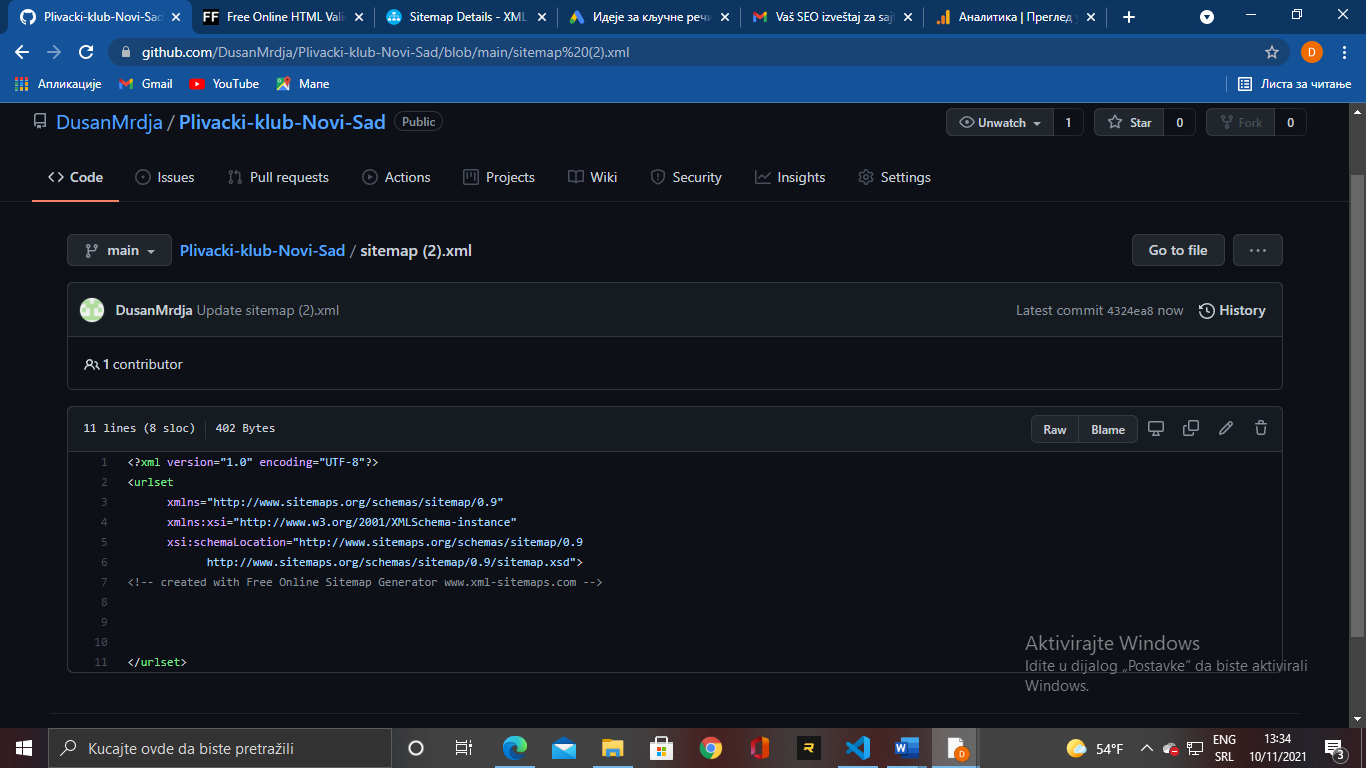 Plivacki-klub-Novi-Sad
Free Online HTML Vali
Sitemap Details - XML
Идеје за кључне речи
Vaš SEO izveštaj za sajt
Аналитика | Преглед
github.com/DusanMrdja/Plivacki-klub-Novi-Sad/blob/main/sitemap%20(2).xml
D
Апликације
Gmail
YouTube
Мапе
Листа за читање
DusanMrdja / Plivacki-klub-Novi-Sad Public
Unwatch 1
Star 0
Fork 0
Code
Issues
Pull requests
Actions
Projects
Wiki
Security
Insights
Settings
main
Plivacki-klub-Novi-Sad / sitemap (2).xml
Go to file
DusanMrdja Update sitemap (2).xml
Latest commit 4324ea8 now
History
1 contributor
11 lines (8 sloc) 402 Bytes
Raw
Blame
1 <?xml version="1.0" encoding="UTF-8"?>
2 <urlset
3 xmlns="http://www.sitemaps.org/schemas/sitemap/0.9"
4 xmlns:xsi="http://www.w3.org/2001/XMLSchema-instance"
5 xsi:schemaLocation="http://www.sitemaps.org/schemas/sitemap/0.9
6 http://www.sitemaps.org/schemas/sitemap/0.9/sitemap.xsd">
7 <!-- created with Free Online Sitemap Generator www.xml-sitemaps.com -->
8
9
10
11 </urlset>
Aktivirajte Windows
Idite u dijalog „Postavke“ da biste aktivirali
Windows.
Kucajte ovde da biste pretražili
54°F
ENG
SRL
13:34
10/11/2021
3